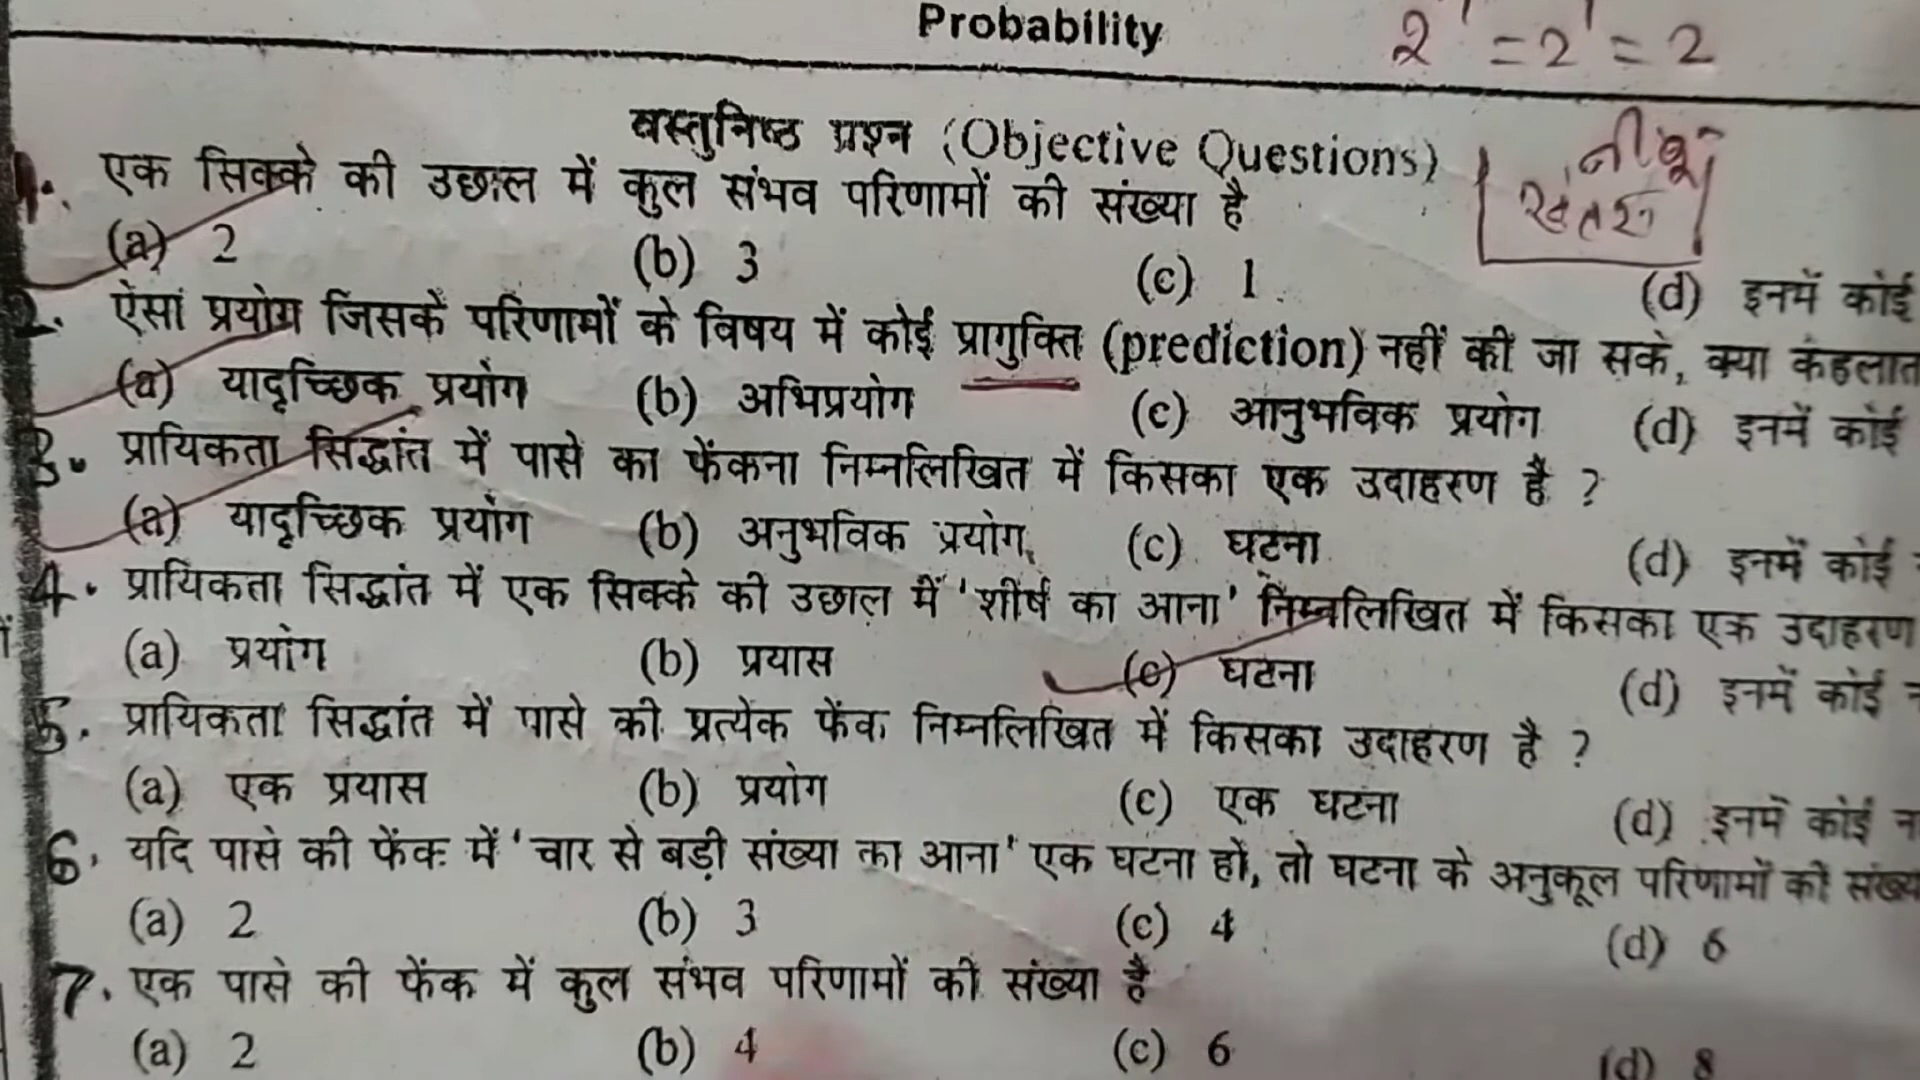 Probability
2¹ = 2¹ = 2
वस्तुनिष्ठ प्रश्न (Objective Questions)
नीबू
संतरा
1. एक सिक्के की उछाल में कुल संभव परिणामों की संख्या है
(a) 2 (b) 3 (c) 1 (d) इनमें कोई
2. ऐसा प्रयोग जिसके परिणामों के विषय में कोई प्रागुक्ति (prediction) नहीं की जा सके, क्या कहलात
(a) यादृच्छिक प्रयोग (b) अभिप्रयोग (c) आनुभविक प्रयोग (d) इनमें कोई
3. प्रायिकता सिद्धांत में पासे का फेंकना निम्नलिखित में किसका एक उदाहरण है ?
(a) यादृच्छिक प्रयोग (b) अनुभविक प्रयोग (c) घटना (d) इनमें कोई
4. प्रायिकता सिद्धांत में एक सिक्के की उछाल में 'शीर्ष का आना' निम्नलिखित में किसका एक उदाहरण
(a) प्रयोग (b) प्रयास (c) घटना (d) इनमें कोई न
5. प्रायिकता सिद्धांत में पासे की प्रत्येक फेंक निम्नलिखित में किसका उदाहरण है ?
(a) एक प्रयास (b) प्रयोग (c) एक घटना (d) इनमें कोई न
6. यदि पासे की फेंक में 'चार से बड़ी संख्या का आना' एक घटना हो, तो घटना के अनुकूल परिणामों की संख्य
(a) 2 (b) 3 (c) 4 (d) 6
7. एक पासे की फेंक में कुल संभव परिणामों की संख्या है
(a) 2 (b) 4 (c) 6 (d) 8